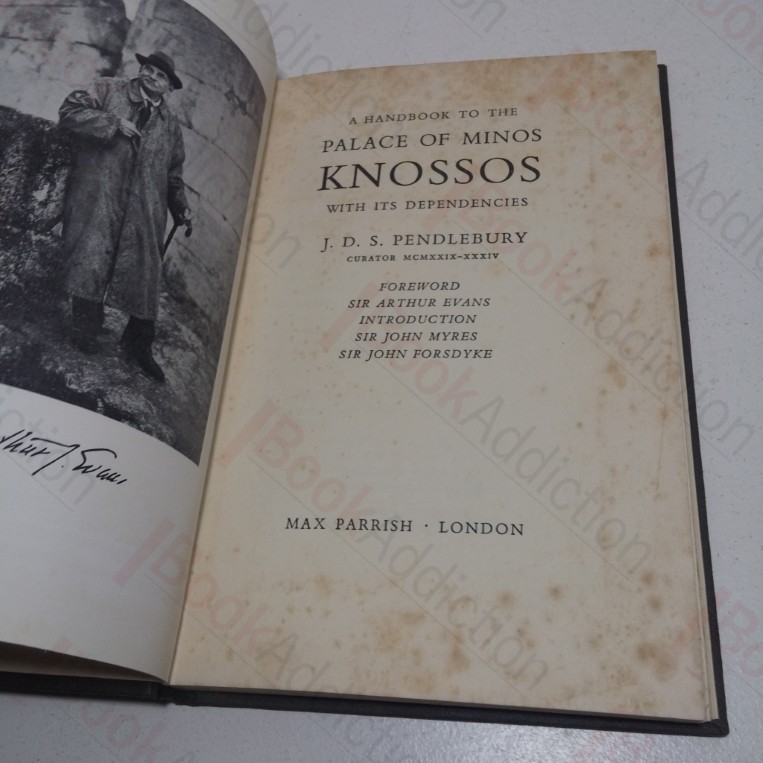 A HANDBOOK TO THE
PALACE OF MINOS
KNOSSOS
WITH ITS DEPENDENCIES
J. D. S. PENDLEBURY
CURATOR MCMXXIX–XXXIV
FOREWORD
SIR ARTHUR EVANS
INTRODUCTION
SIR JOHN MYRES
SIR JOHN FORSDYKE
MAX PARRISH · LONDON
BookAddiction